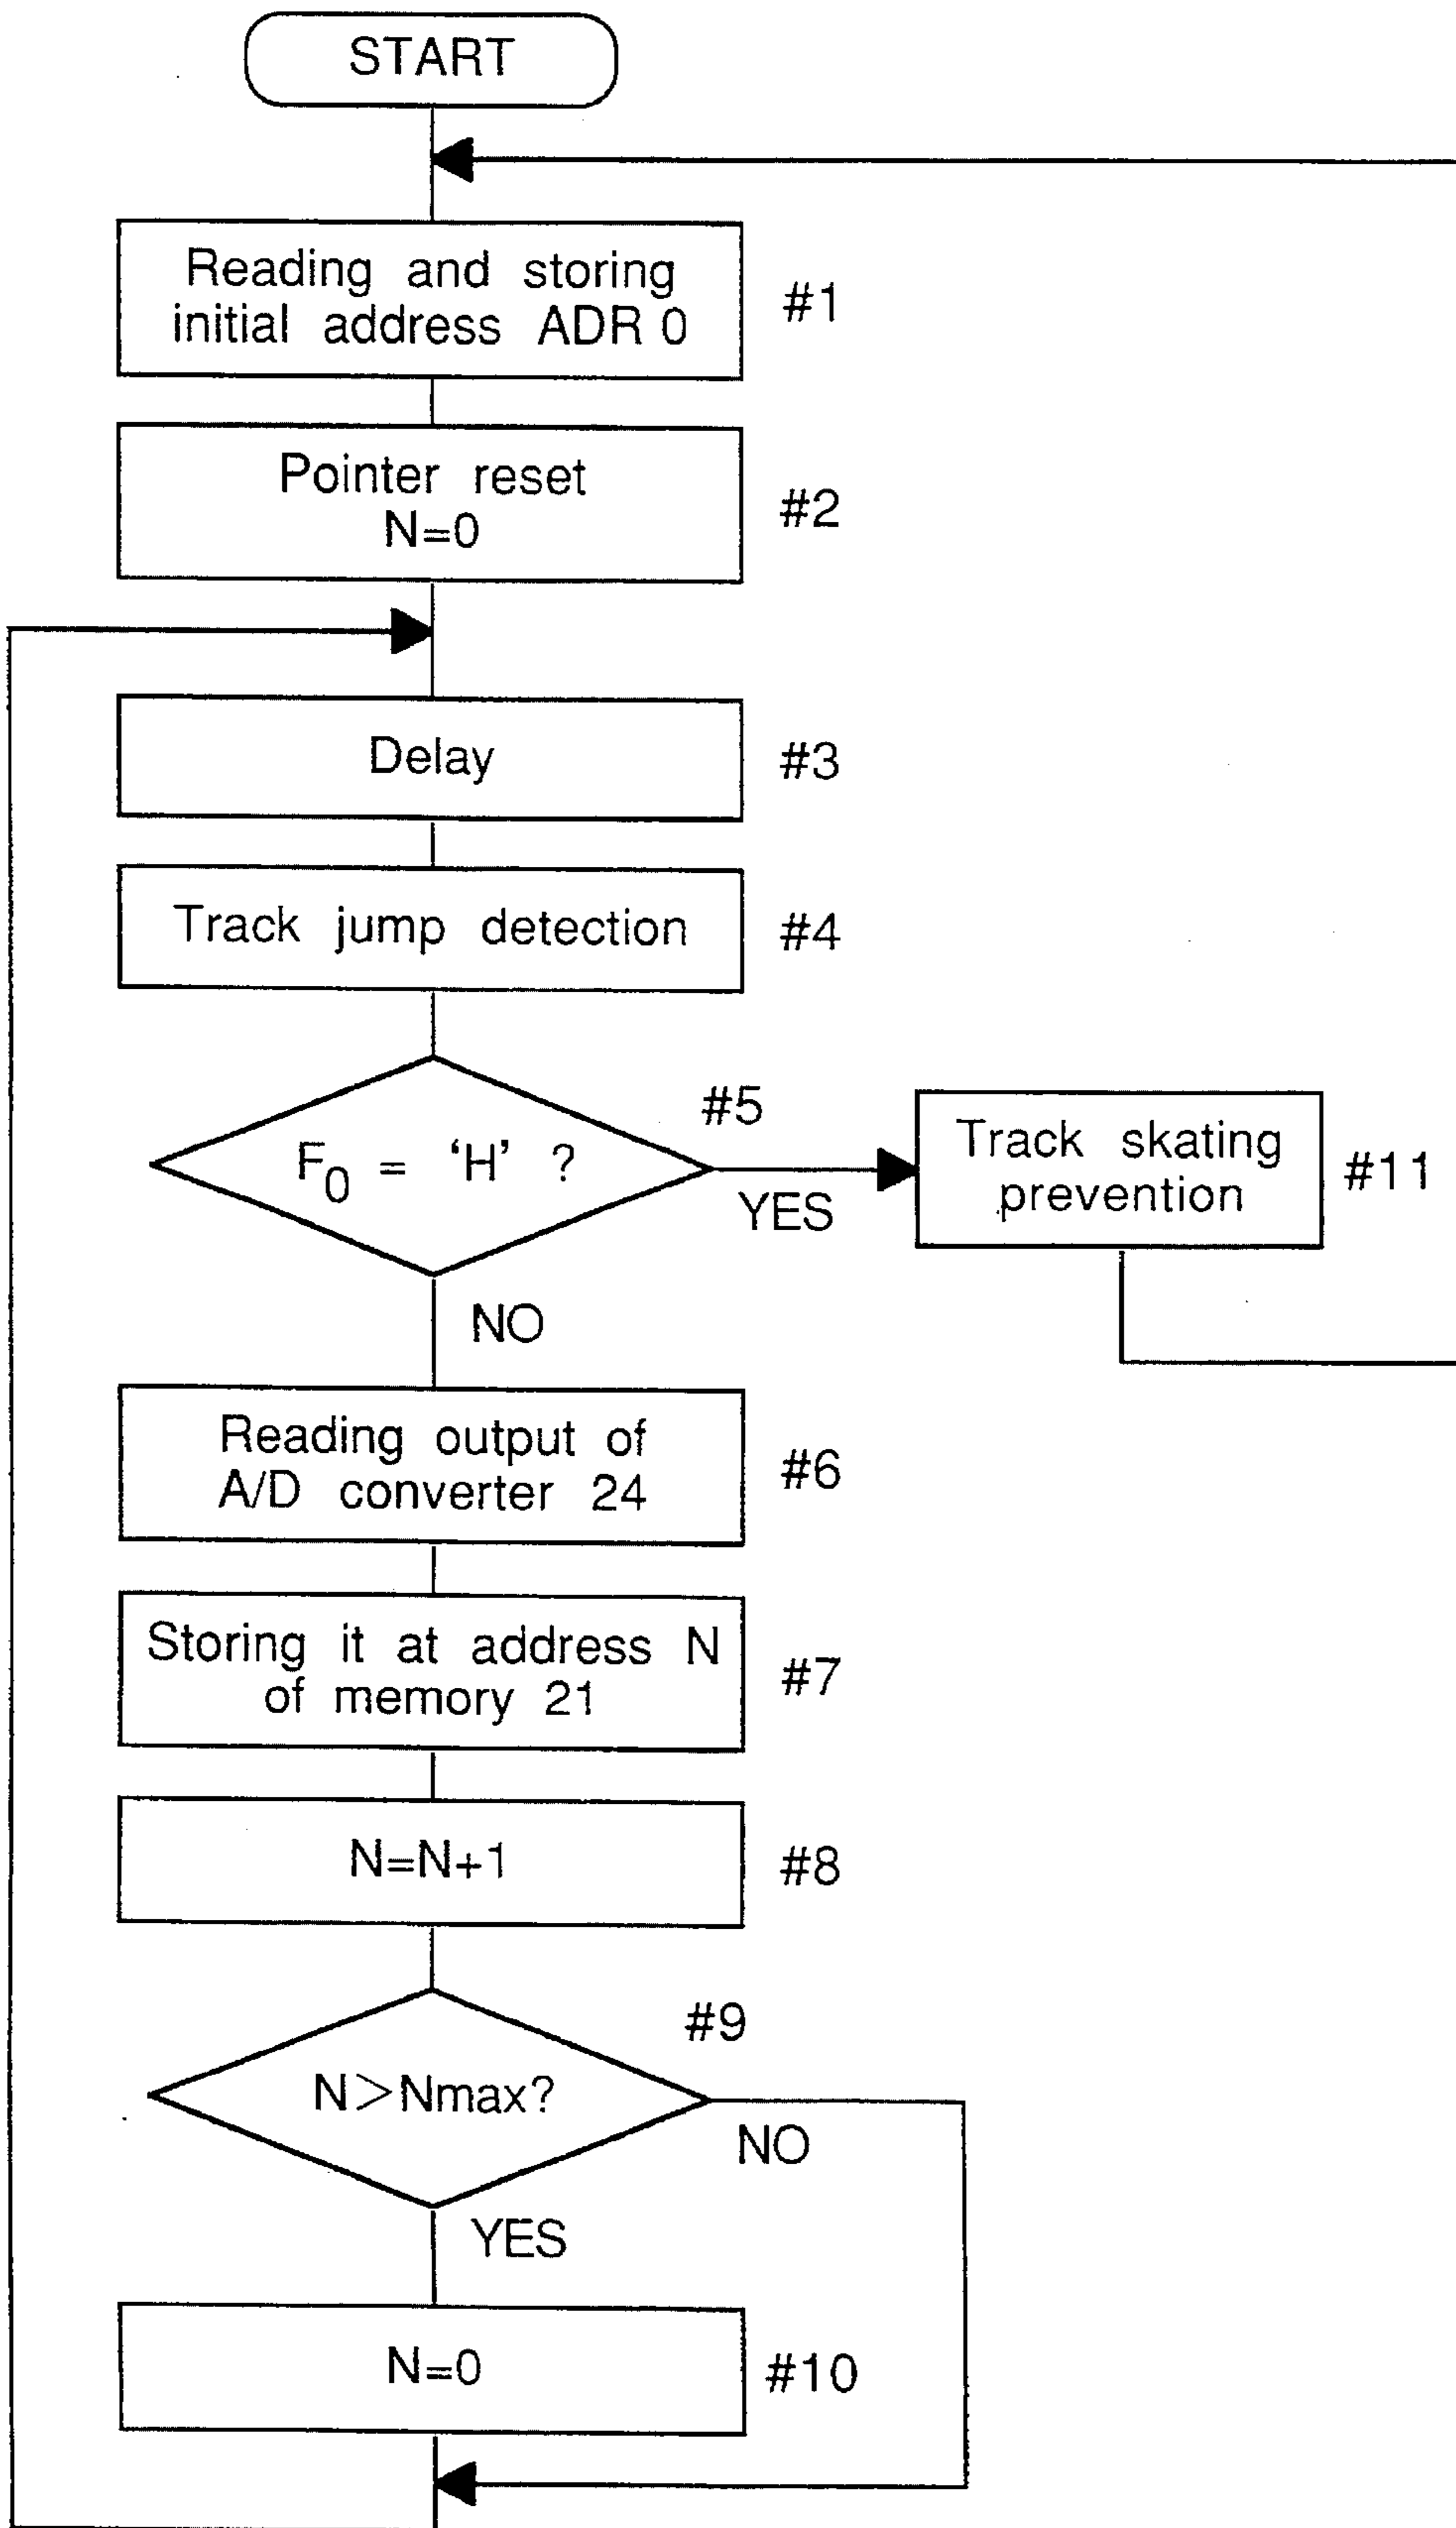 START
Reading and storing
initial address ADR 0
#1
Pointer reset
N=0
#2
Delay
#3
Track jump detection
#4
F0 = ‘H’ ?
#5
YES
Track skating
prevention
#11
NO
Reading output of
A/D converter 24
#6
Storing it at address N
of memory 21
#7
N=N+1
#8
N>Nmax?
#9
NO
YES
N=0
#10